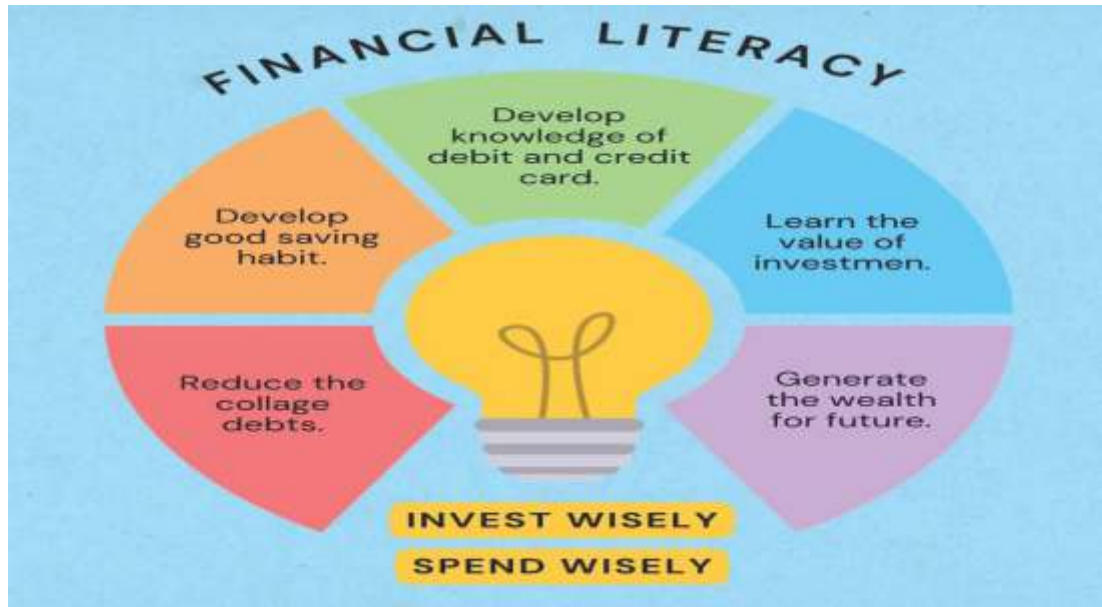 FINANCIAL LITERACY
Develop
knowledge of
debit and credit
card.
Develop
good saving
habit.
Learn the
value of
investmen.
Reduce the
collage
debts.
Generate
the wealth
for future.
INVEST WISELY
SPEND WISELY